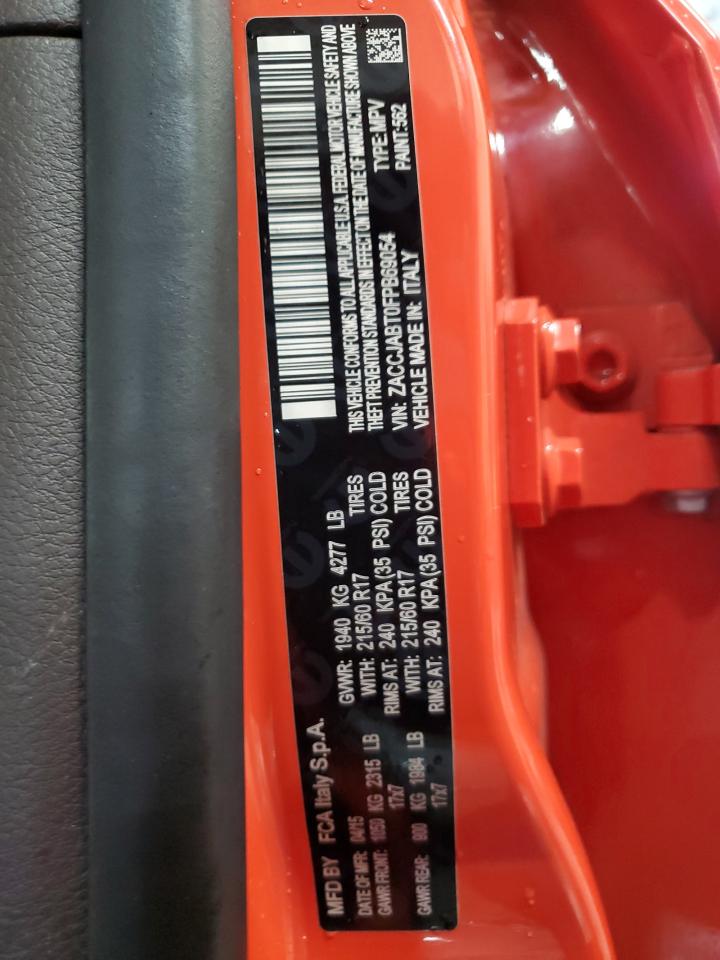 MFD BY FCA Italy S.p.A.
DATE OF MFR: 04/15 GVWR: 1940 KG 4277 LB
GAWR FRONT: 1050 KG 2315 LB WITH: 215/60 R17 TIRES
17x7 RIMS AT: 240 KPA(35 PSI) COLD
GAWR REAR: 900 KG 1984 LB WITH: 215/60 R17 TIRES
17x7 RIMS AT: 240 KPA(35 PSI) COLD
THIS VEHICLE CONFORMS TO ALL APPLICABLE U.S.A. FEDERAL MOTOR VEHICLE SAFETY AND
THEFT PREVENTION STANDARDS IN EFFECT ON THE DATE OF MANUFACTURE SHOWN ABOVE
VIN: ZACCJABT0FPB69054 TYPE: MPV
VEHICLE MADE IN: ITALY PAINT:562